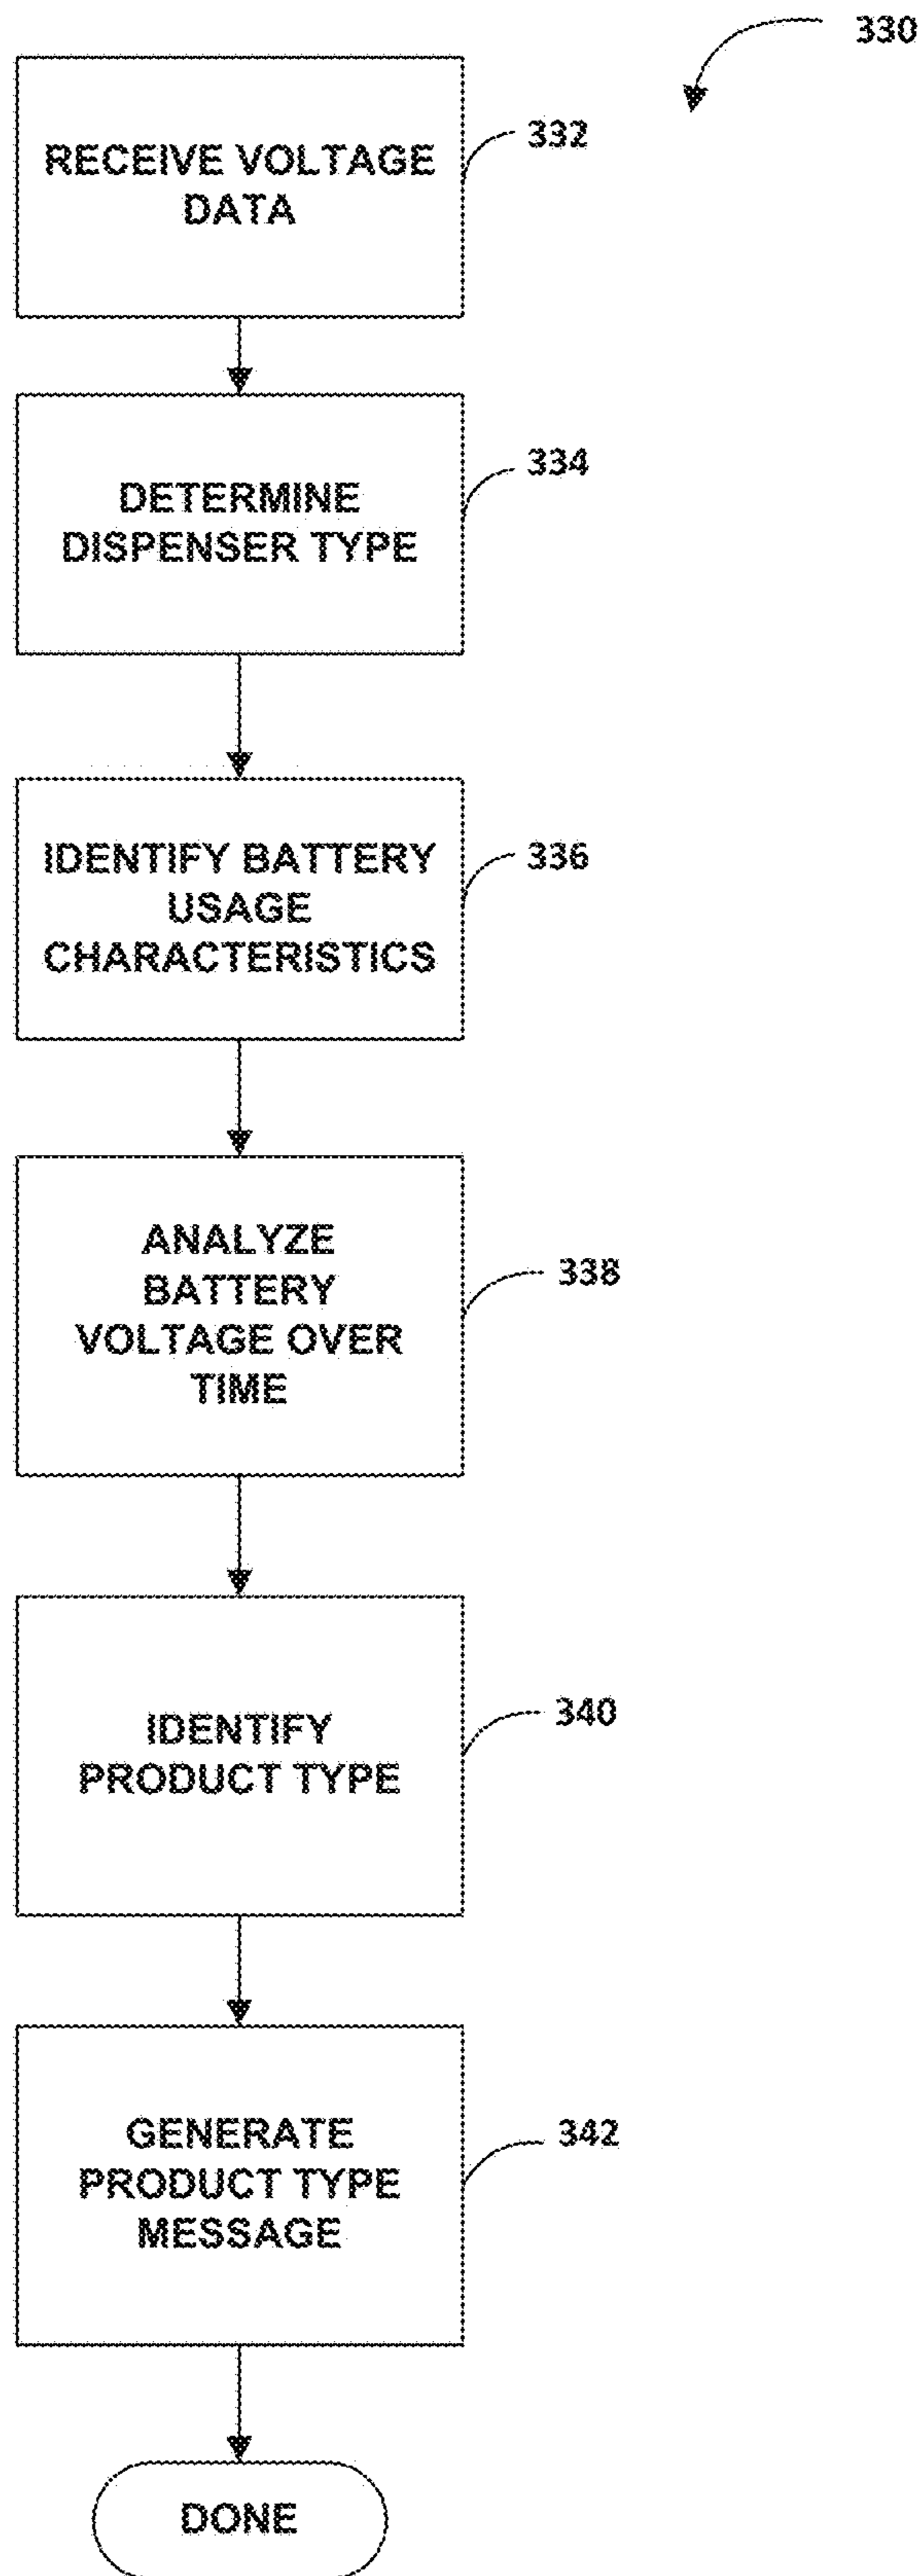 330
RECEIVE VOLTAGE
DATA
332
DETERMINE
DISPENSER TYPE
334
IDENTIFY BATTERY
USAGE
CHARACTERISTICS
336
ANALYZE
BATTERY
VOLTAGE OVER
TIME
338
IDENTIFY
PRODUCT TYPE
340
GENERATE
PRODUCT TYPE
MESSAGE
342
DONE